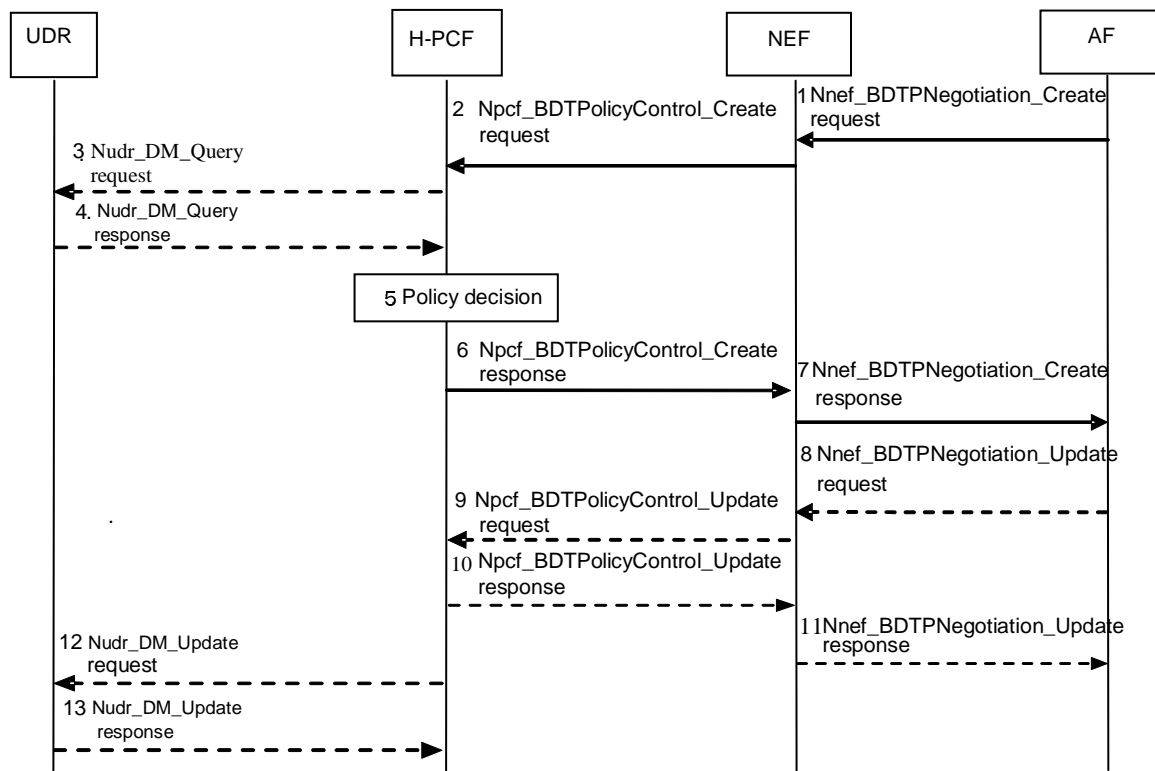 UDR
H-PCF
NEF
AF
1 Nnef_BDTPNegotiation_Create
request
2 Npcf_BDTPolicyControl_Create
request
3. Nudr_DM_Query
request
4. Nudr_DM_Query
response
5 Policy decision
6 Npcf_BDTPolicyControl_Create
response
7 Nnef_BDTPNegotiation_Create
response
8 Nnef_BDTPNegotiation_Update
request
9 Npcf_BDTPolicyControl_Update
request
10 Npcf_BDTPolicyControl_Update
response
11 Nnef_BDTPNegotiation_Update
response
12 Nudr_DM_Update
request
13 Nudr_DM_Update
response